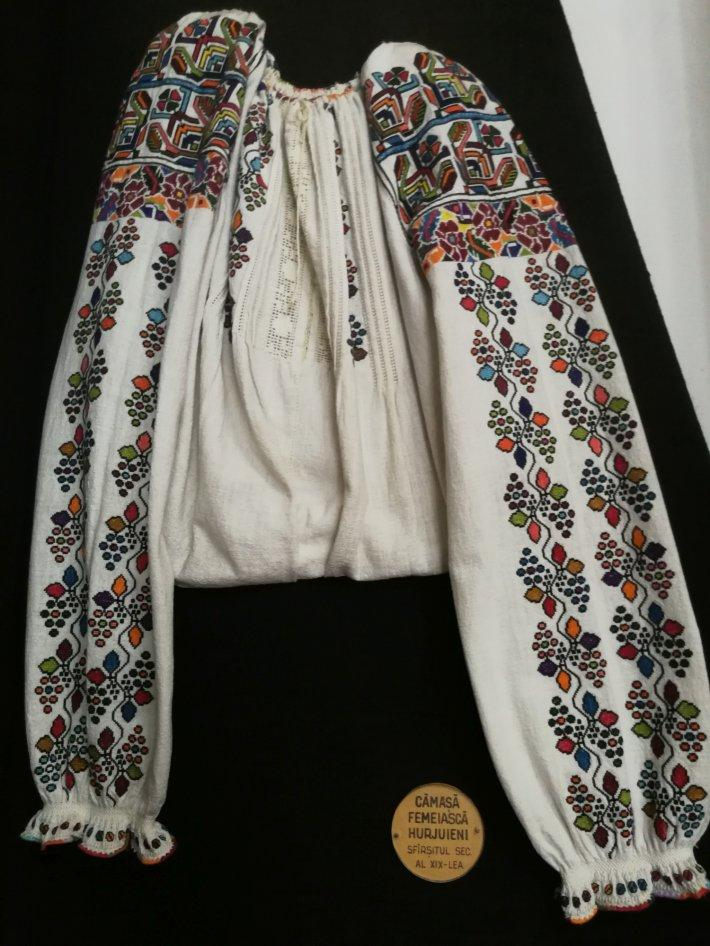 CĂMAȘĂ
FEMEIASCĂ
HURJUIENI
SFÎRȘITUL SEC.
AL XIX-LEA